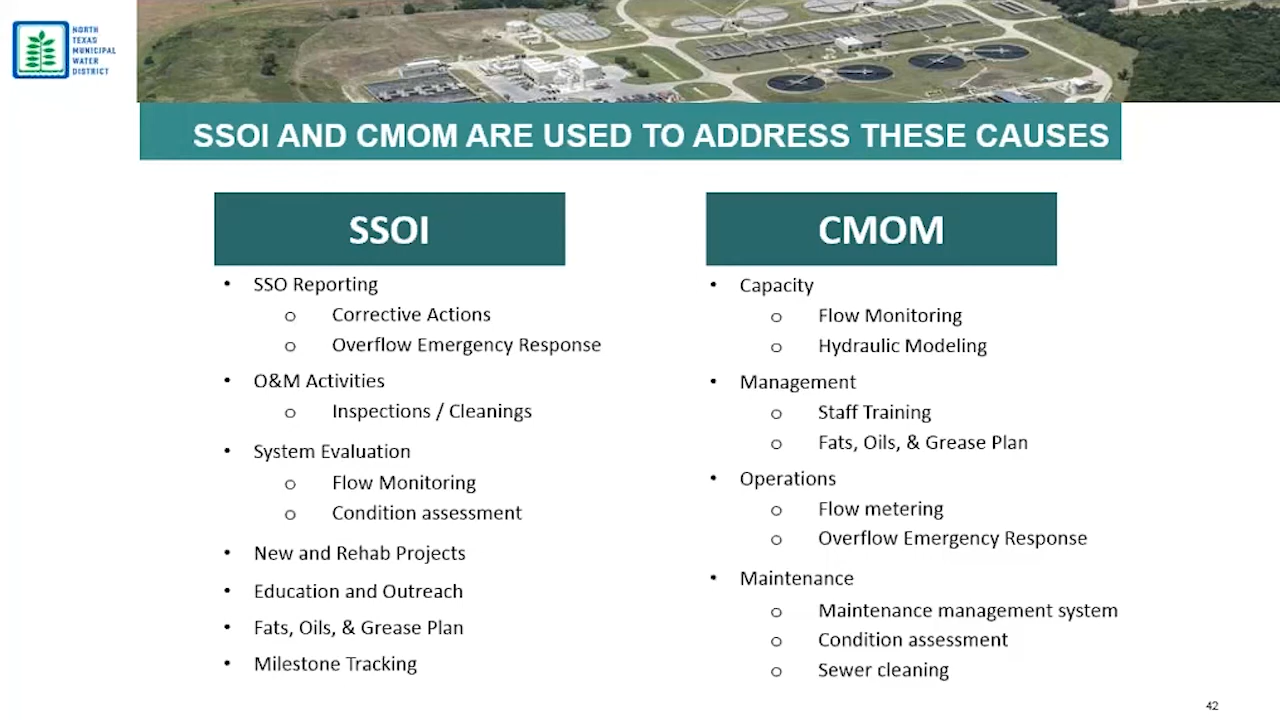 NORTH
TEXAS
MUNICIPAL
WATER
DISTRICT
SSOI AND CMOM ARE USED TO ADDRESS THESE CAUSES
SSOI
• SSO Reporting
o Corrective Actions
o Overflow Emergency Response
• O&M Activities
o Inspections / Cleanings
• System Evaluation
o Flow Monitoring
o Condition assessment
• New and Rehab Projects
• Education and Outreach
• Fats, Oils, & Grease Plan
• Milestone Tracking
CMOM
• Capacity
o Flow Monitoring
o Hydraulic Modeling
• Management
o Staff Training
o Fats, Oils, & Grease Plan
• Operations
o Flow metering
o Overflow Emergency Response
• Maintenance
o Maintenance management system
o Condition assessment
o Sewer cleaning
42